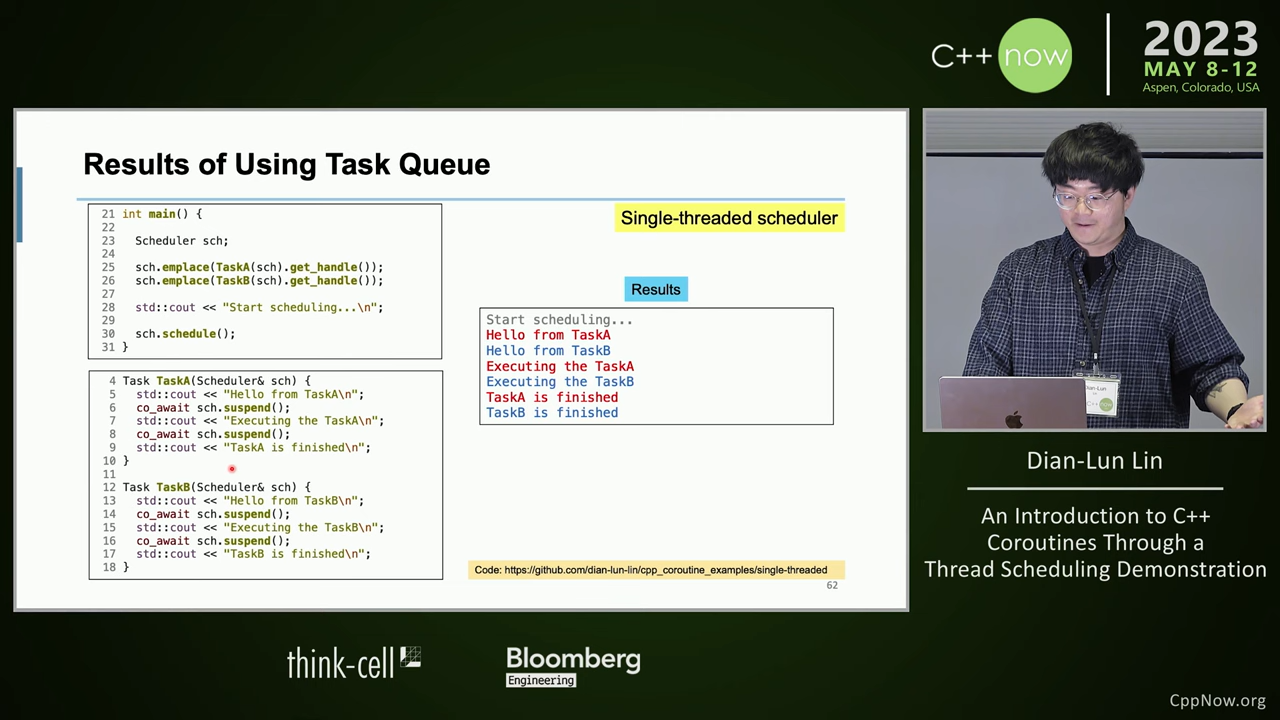 C++ now
2023
MAY 8-12
Aspen, Colorado, USA
Results of Using Task Queue
21 int main() {
22
23   Scheduler sch;
24
25   sch.emplace(TaskA(sch).get_handle());
26   sch.emplace(TaskB(sch).get_handle());
27
28   std::cout << "Start scheduling...\n";
29
30   sch.schedule();
31 }
4 Task TaskA(Scheduler& sch) {
5   std::cout << "Hello from TaskA\n";
6   co_await sch.suspend();
7   std::cout << "Executing the TaskA\n";
8   co_await sch.suspend();
9   std::cout << "TaskA is finished\n";
10 }
11
12 Task TaskB(Scheduler& sch) {
13   std::cout << "Hello from TaskB\n";
14   co_await sch.suspend();
15   std::cout << "Executing the TaskB\n";
16   co_await sch.suspend();
17   std::cout << "TaskB is finished\n";
18 }
Single-threaded scheduler
Results
Start scheduling...
Hello from TaskA
Hello from TaskB
Executing the TaskA
Executing the TaskB
TaskA is finished
TaskB is finished
Code: https://github.com/dian-lun-lin/cpp_coroutine_examples/single-threaded
62
Dian-Lun
C++
Dian-Lun Lin
An Introduction to C++
Coroutines Through a
Thread Scheduling Demonstration
think-cell
Bloomberg
Engineering
CppNow.org